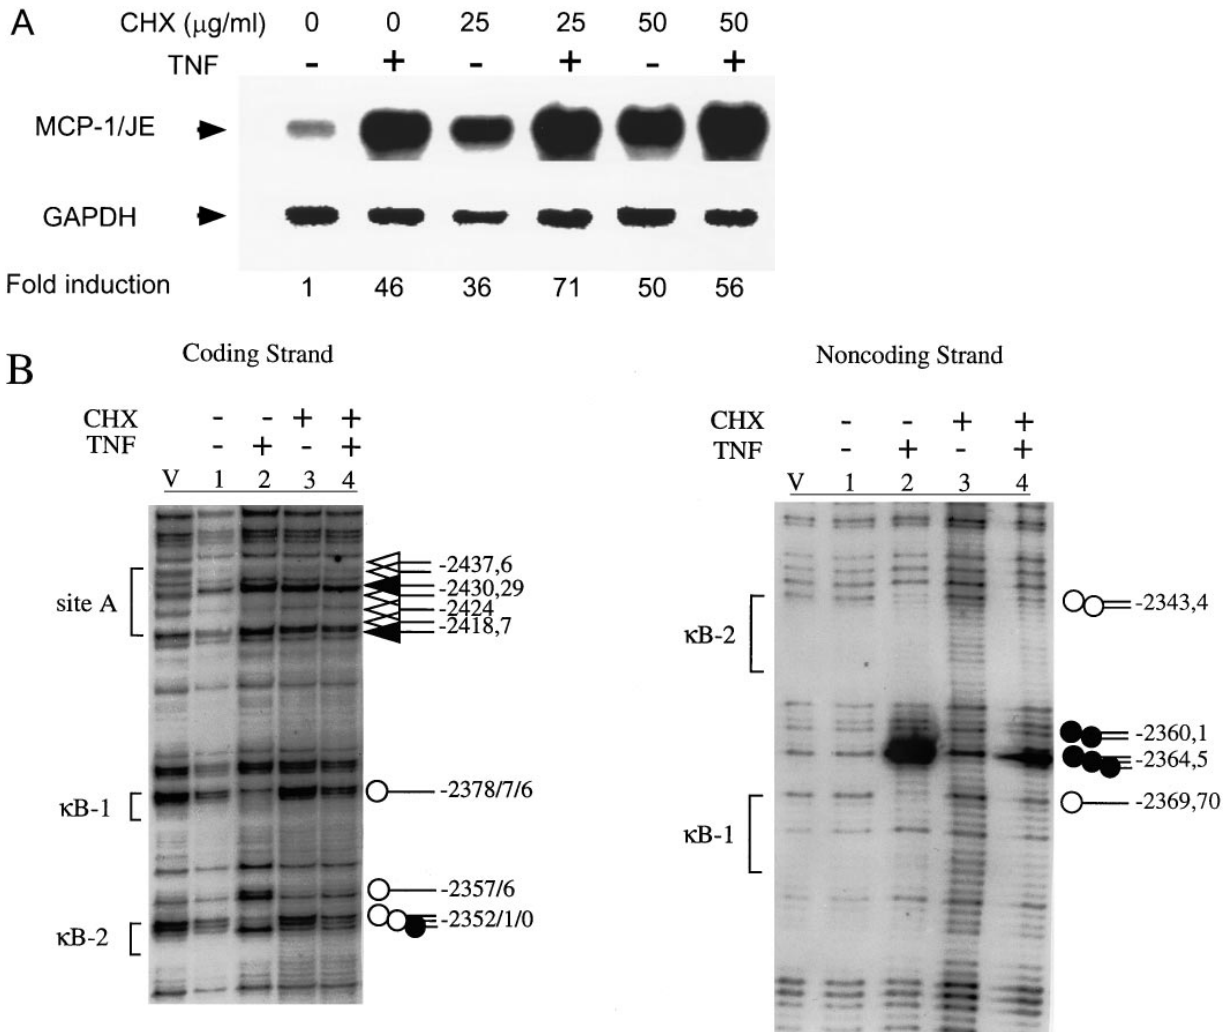 A
CHX (μg/ml) 0 0 25 25 50 50
TNF - + - + - +
MCP-1/JE
GAPDH
Fold induction 1 46 36 71 50 56
B
Coding Strand
CHX - - + +
TNF - + - +
V 1 2 3 4
-2437,6
-2430,29
site A
-2424
-2418,7
-2378/7/6
κB-1
-2357/6
-2352/1/0
κB-2
Noncoding Strand
CHX - - + +
TNF - + - +
V 1 2 3 4
-2343,4
κB-2
-2360,1
-2364,5
-2369,70
κB-1